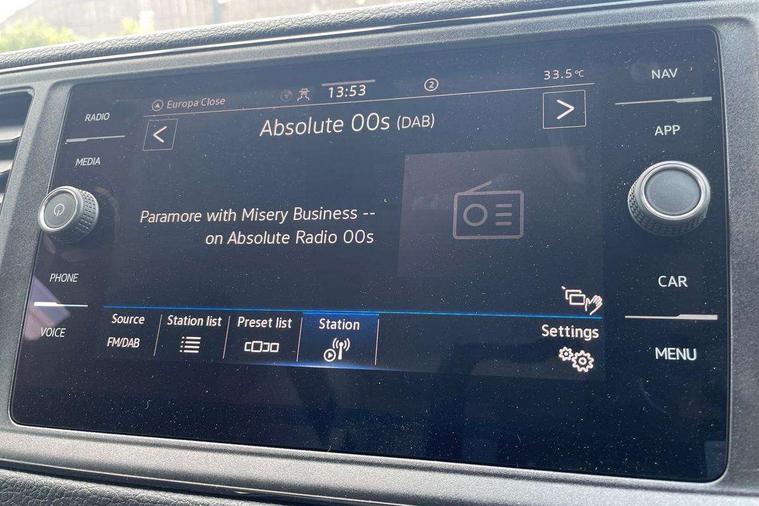 RADIO
MEDIA
PHONE
VOICE
Europa Close
13:53
2
33.5°C
Absolute 00s (DAB)
Paramore with Misery Business --
on Absolute Radio 00s
Source
FM/DAB
Station list
Preset list
Station
Settings
NAV
APP
CAR
MENU